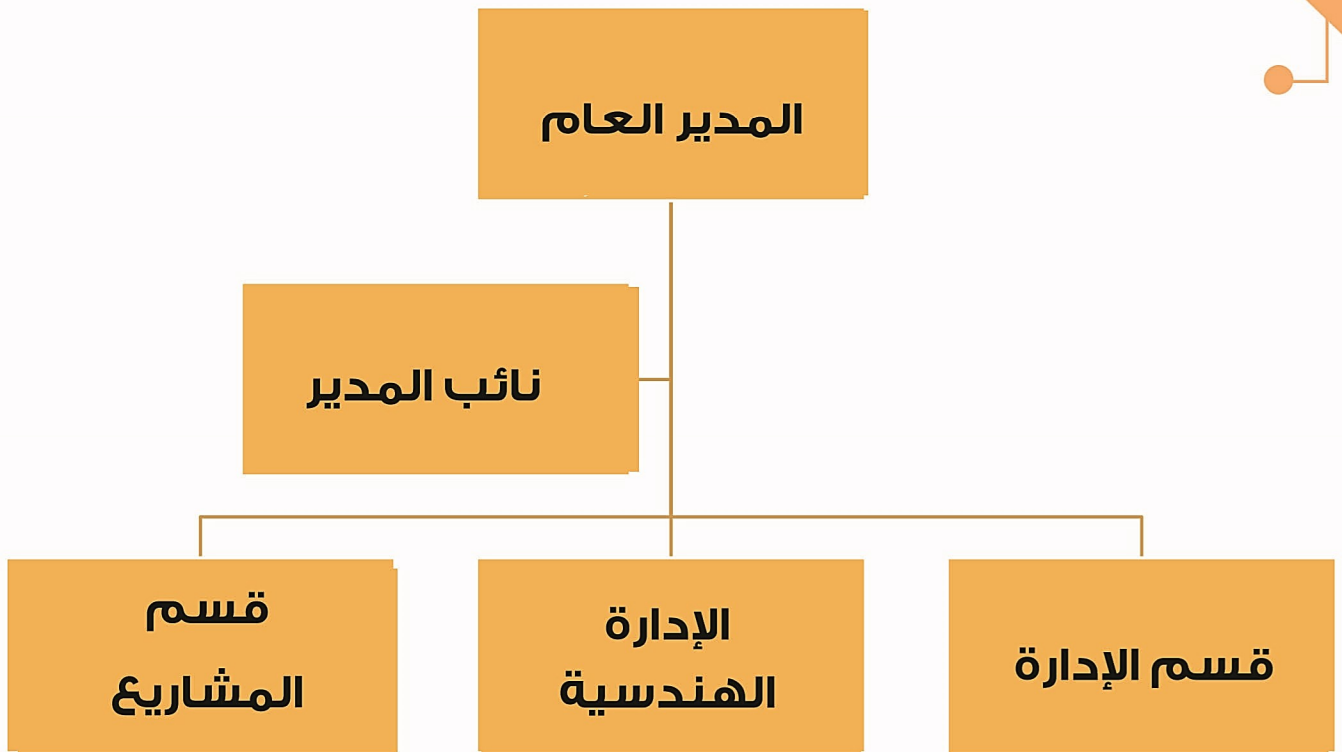 المدير العام
نائب المدير
قسم الإدارة
الإدارة
الهندسية
قسم
المشاريع